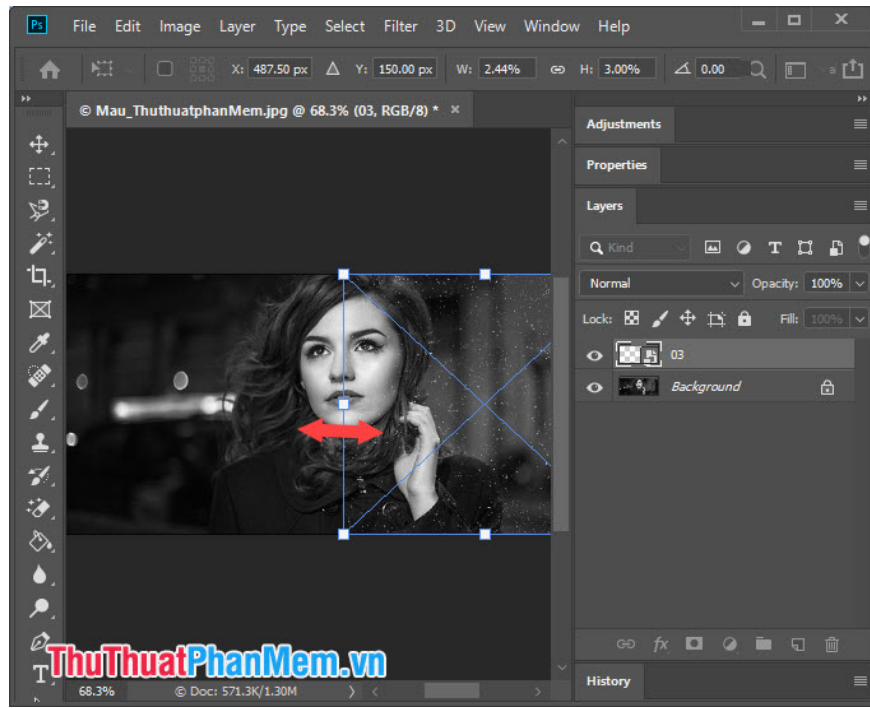 Ps File Edit Image Layer Type Select Filter 3D View Window Help
X: 487.50 px Y: 150.00 px W: 2.44% H: 3.00% 0.00
© Mau_ThuthuatphanMem.jpg @ 68.3% (03, RGB/8) * ×
Adjustments
Properties
Layers
Kind
Normal Opacity: 100%
Lock: Fill: 100%
03
Background
ThuThuatPhanMem.vn
68.3% © Doc: 571.3K/1.30M
History